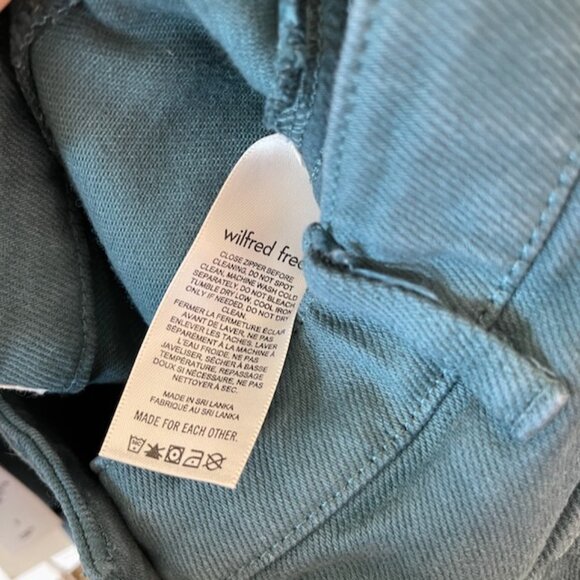 wilfred free
CLOSE ZIPPER BEFORE
CLEANING, DO NOT SPOT
CLEAN, MACHINE WASH COLD
SEPARATELY, DO NOT BLEACH
TUMBLE DRY LOW, COOL IRON
ONLY IF NEEDED, DO NOT DRY
CLEAN.
FERMER LA FERMETURE ÉCLAIR
AVANT DE LAVER, NE PAS
ENLEVER LES TACHES, LAVER
SÉPARÉMENT À LA MACHINE À
L'EAU FROIDE, NE PAS
JAVELISER, SÉCHER À BASSE
TEMPÉRATURE, REPASSAGE
DOUX SI NÉCESSAIRE, NE PAS
NETTOYER À SEC.
MADE IN SRI LANKA
FABRIQUÉ AU SRI LANKA
MADE FOR EACH OTHER.